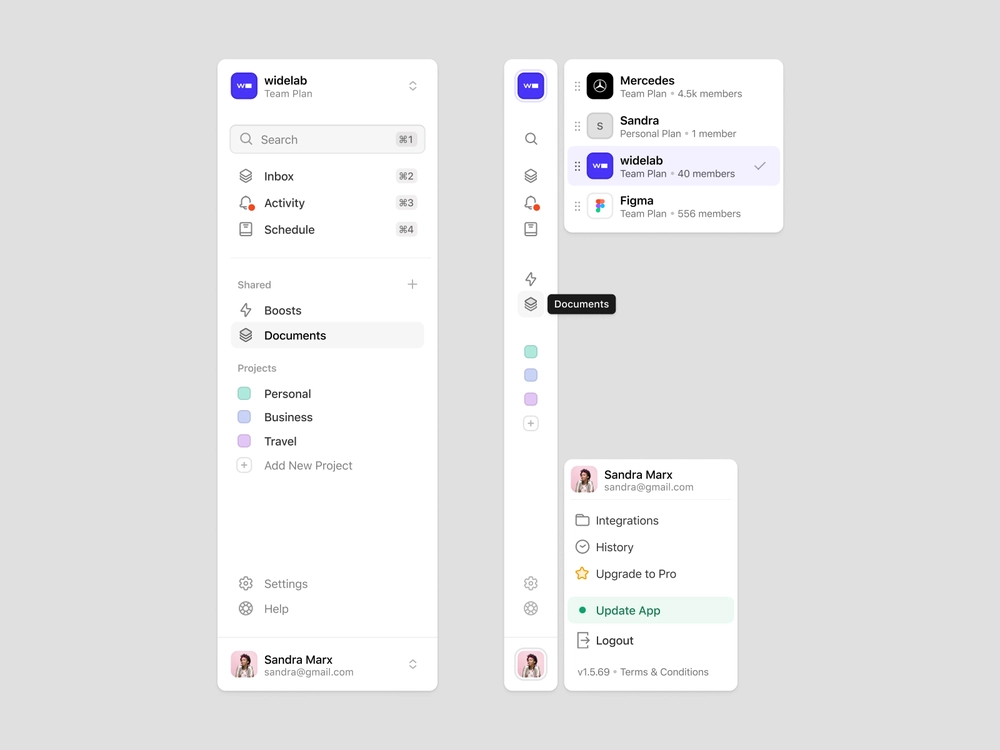 w
widelab
Team Plan
Search
⌘1
Inbox
⌘2
Activity
⌘3
Schedule
⌘4
Shared
Boosts
Documents
Projects
Personal
Business
Travel
Add New Project
Settings
Help
Sandra Marx
sandra@gmail.com
w
Documents
Mercedes
Team Plan • 4.5k members
S
Sandra
Personal Plan • 1 member
w
widelab
Team Plan • 40 members
Figma
Team Plan • 556 members
Sandra Marx
sandra@gmail.com
Integrations
History
Upgrade to Pro
Update App
Logout
v1.5.69 • Terms & Conditions